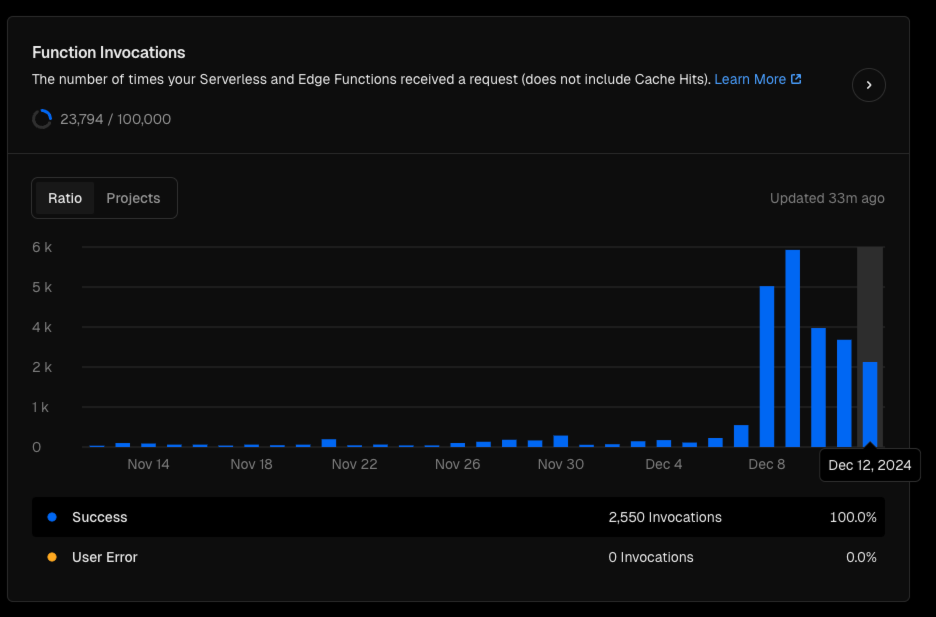 Function Invocations
The number of times your Serverless and Edge Functions received a request (does not include Cache Hits). Learn More
23,794 / 100,000
Ratio Projects Updated 33m ago
6 k
5 k
4 k
2 k
1 k
0
Nov 14 Nov 18 Nov 22 Nov 26 Nov 30 Dec 4 Dec 8 Dec 12, 2024
Success 2,550 Invocations 100.0%
User Error 0 Invocations 0.0%